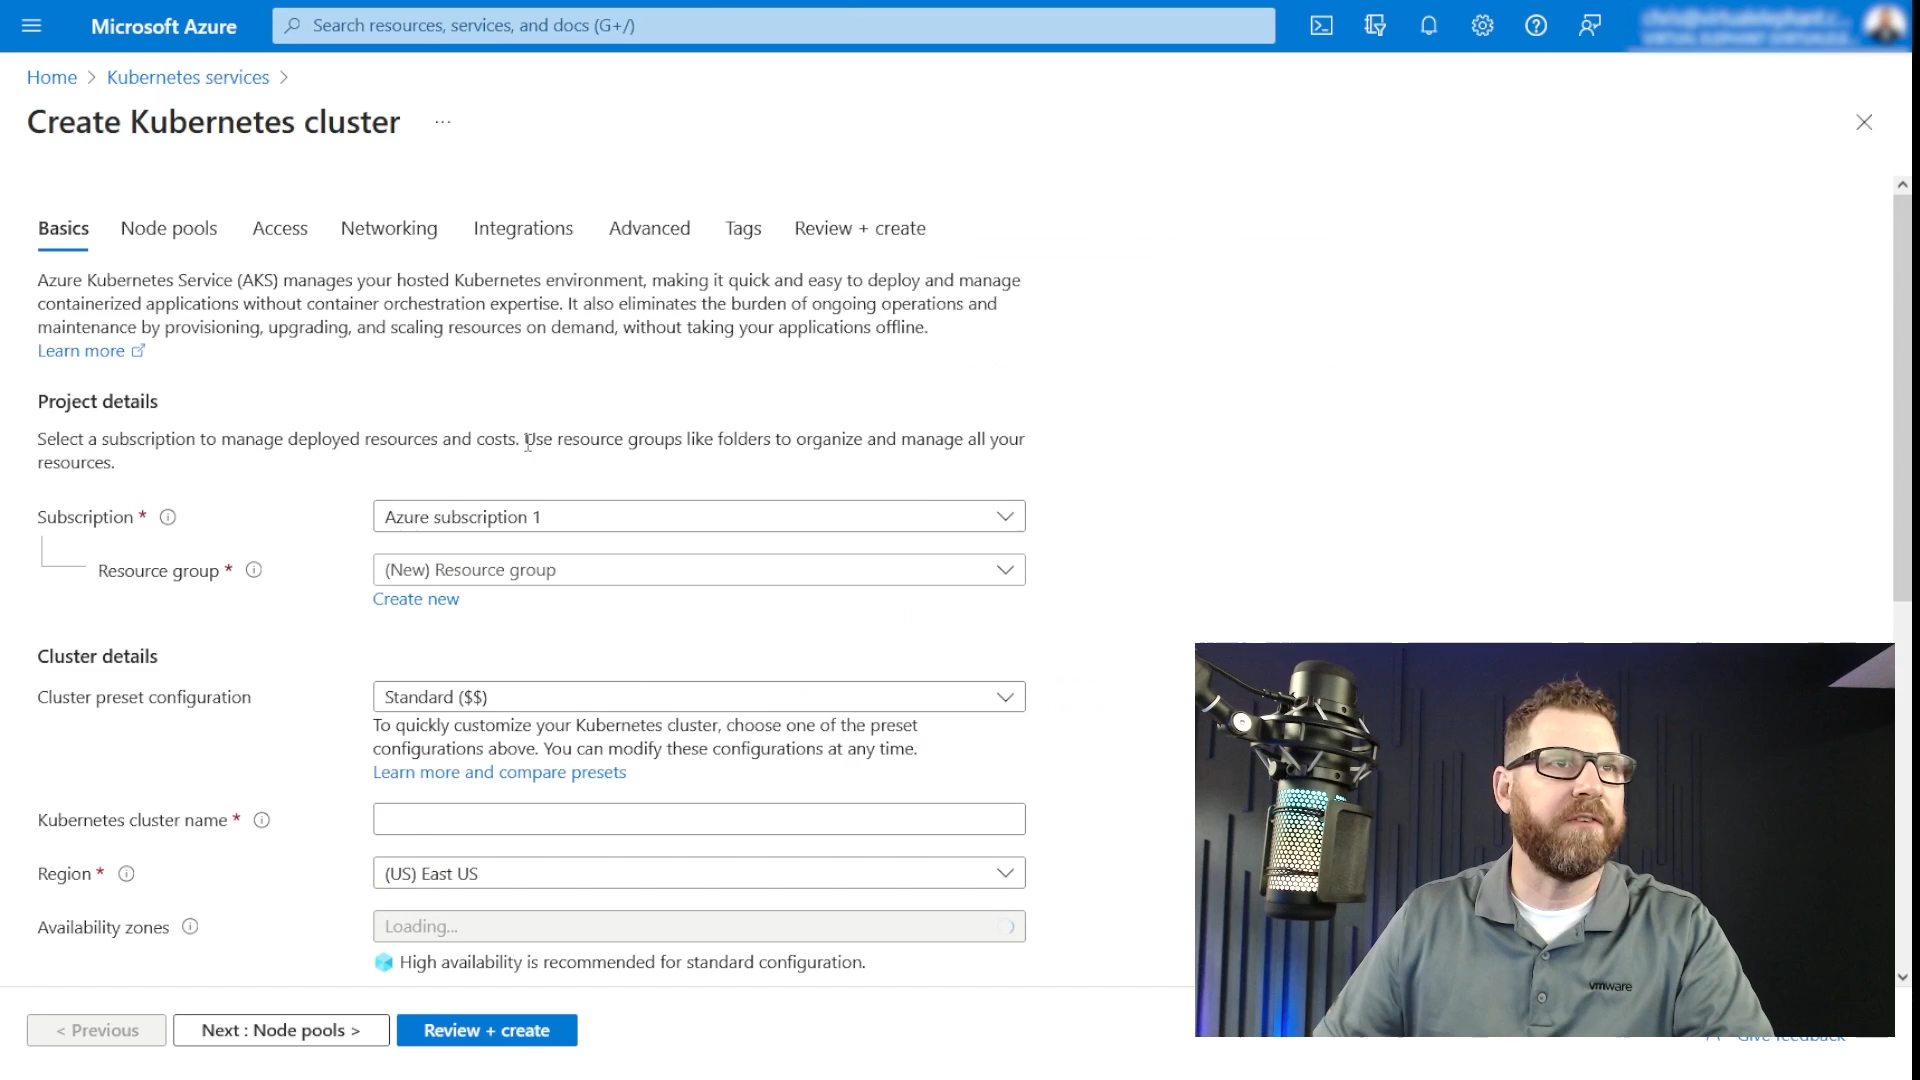 Microsoft Azure
Search resources, services, and docs (G+/)
Home > Kubernetes services >
Create Kubernetes cluster ...
Basics Node pools Access Networking Integrations Advanced Tags Review + create
Azure Kubernetes Service (AKS) manages your hosted Kubernetes environment, making it quick and easy to deploy and manage
containerized applications without container orchestration expertise. It also eliminates the burden of ongoing operations and
maintenance by provisioning, upgrading, and scaling resources on demand, without taking your applications offline.
Learn more
Project details
Select a subscription to manage deployed resources and costs. Use resource groups like folders to organize and manage all your
resources.
Subscription * Azure subscription 1
Resource group * (New) Resource group
Create new
Cluster details
Cluster preset configuration Standard ($$)
To quickly customize your Kubernetes cluster, choose one of the preset
configurations above. You can modify these configurations at any time.
Learn more and compare presets
Kubernetes cluster name *
Region * (US) East US
Availability zones Loading...
High availability is recommended for standard configuration.
vmware
< Previous Next : Node pools > Review + create
Give feedback